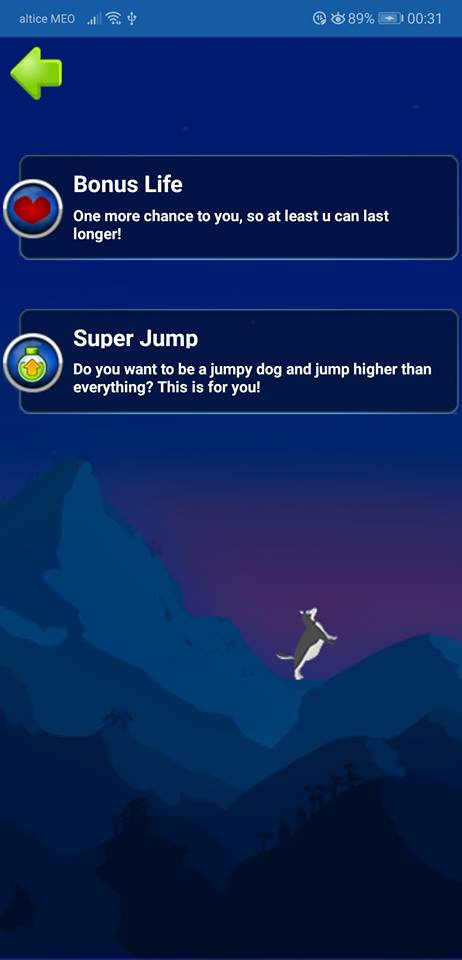 altice MEO 89% 00:31
Bonus Life
One more chance to you, so at least u can last
longer!
Super Jump
Do you want to be a jumpy dog and jump higher than
everything? This is for you!